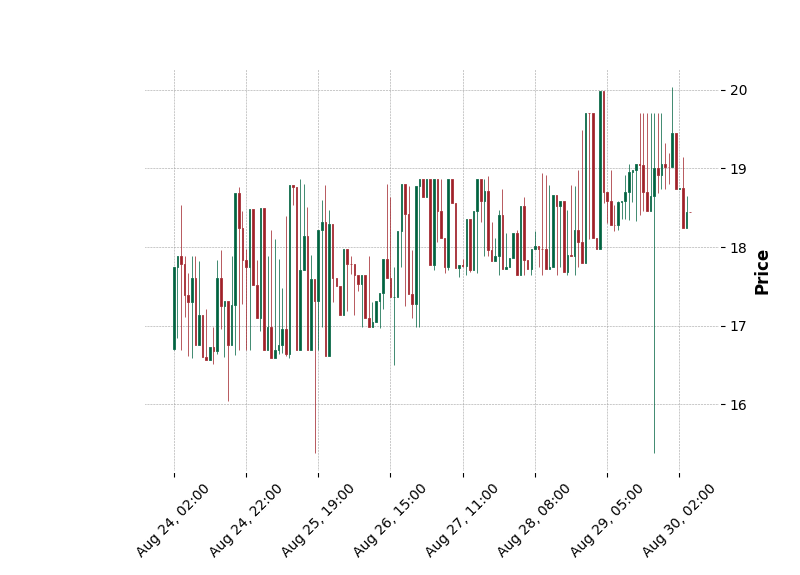 20
19
18
17
16
Price
Aug 24, 02:00
Aug 24, 22:00
Aug 25, 19:00
Aug 26, 15:00
Aug 27, 11:00
Aug 28, 08:00
Aug 29, 05:00
Aug 30, 02:00